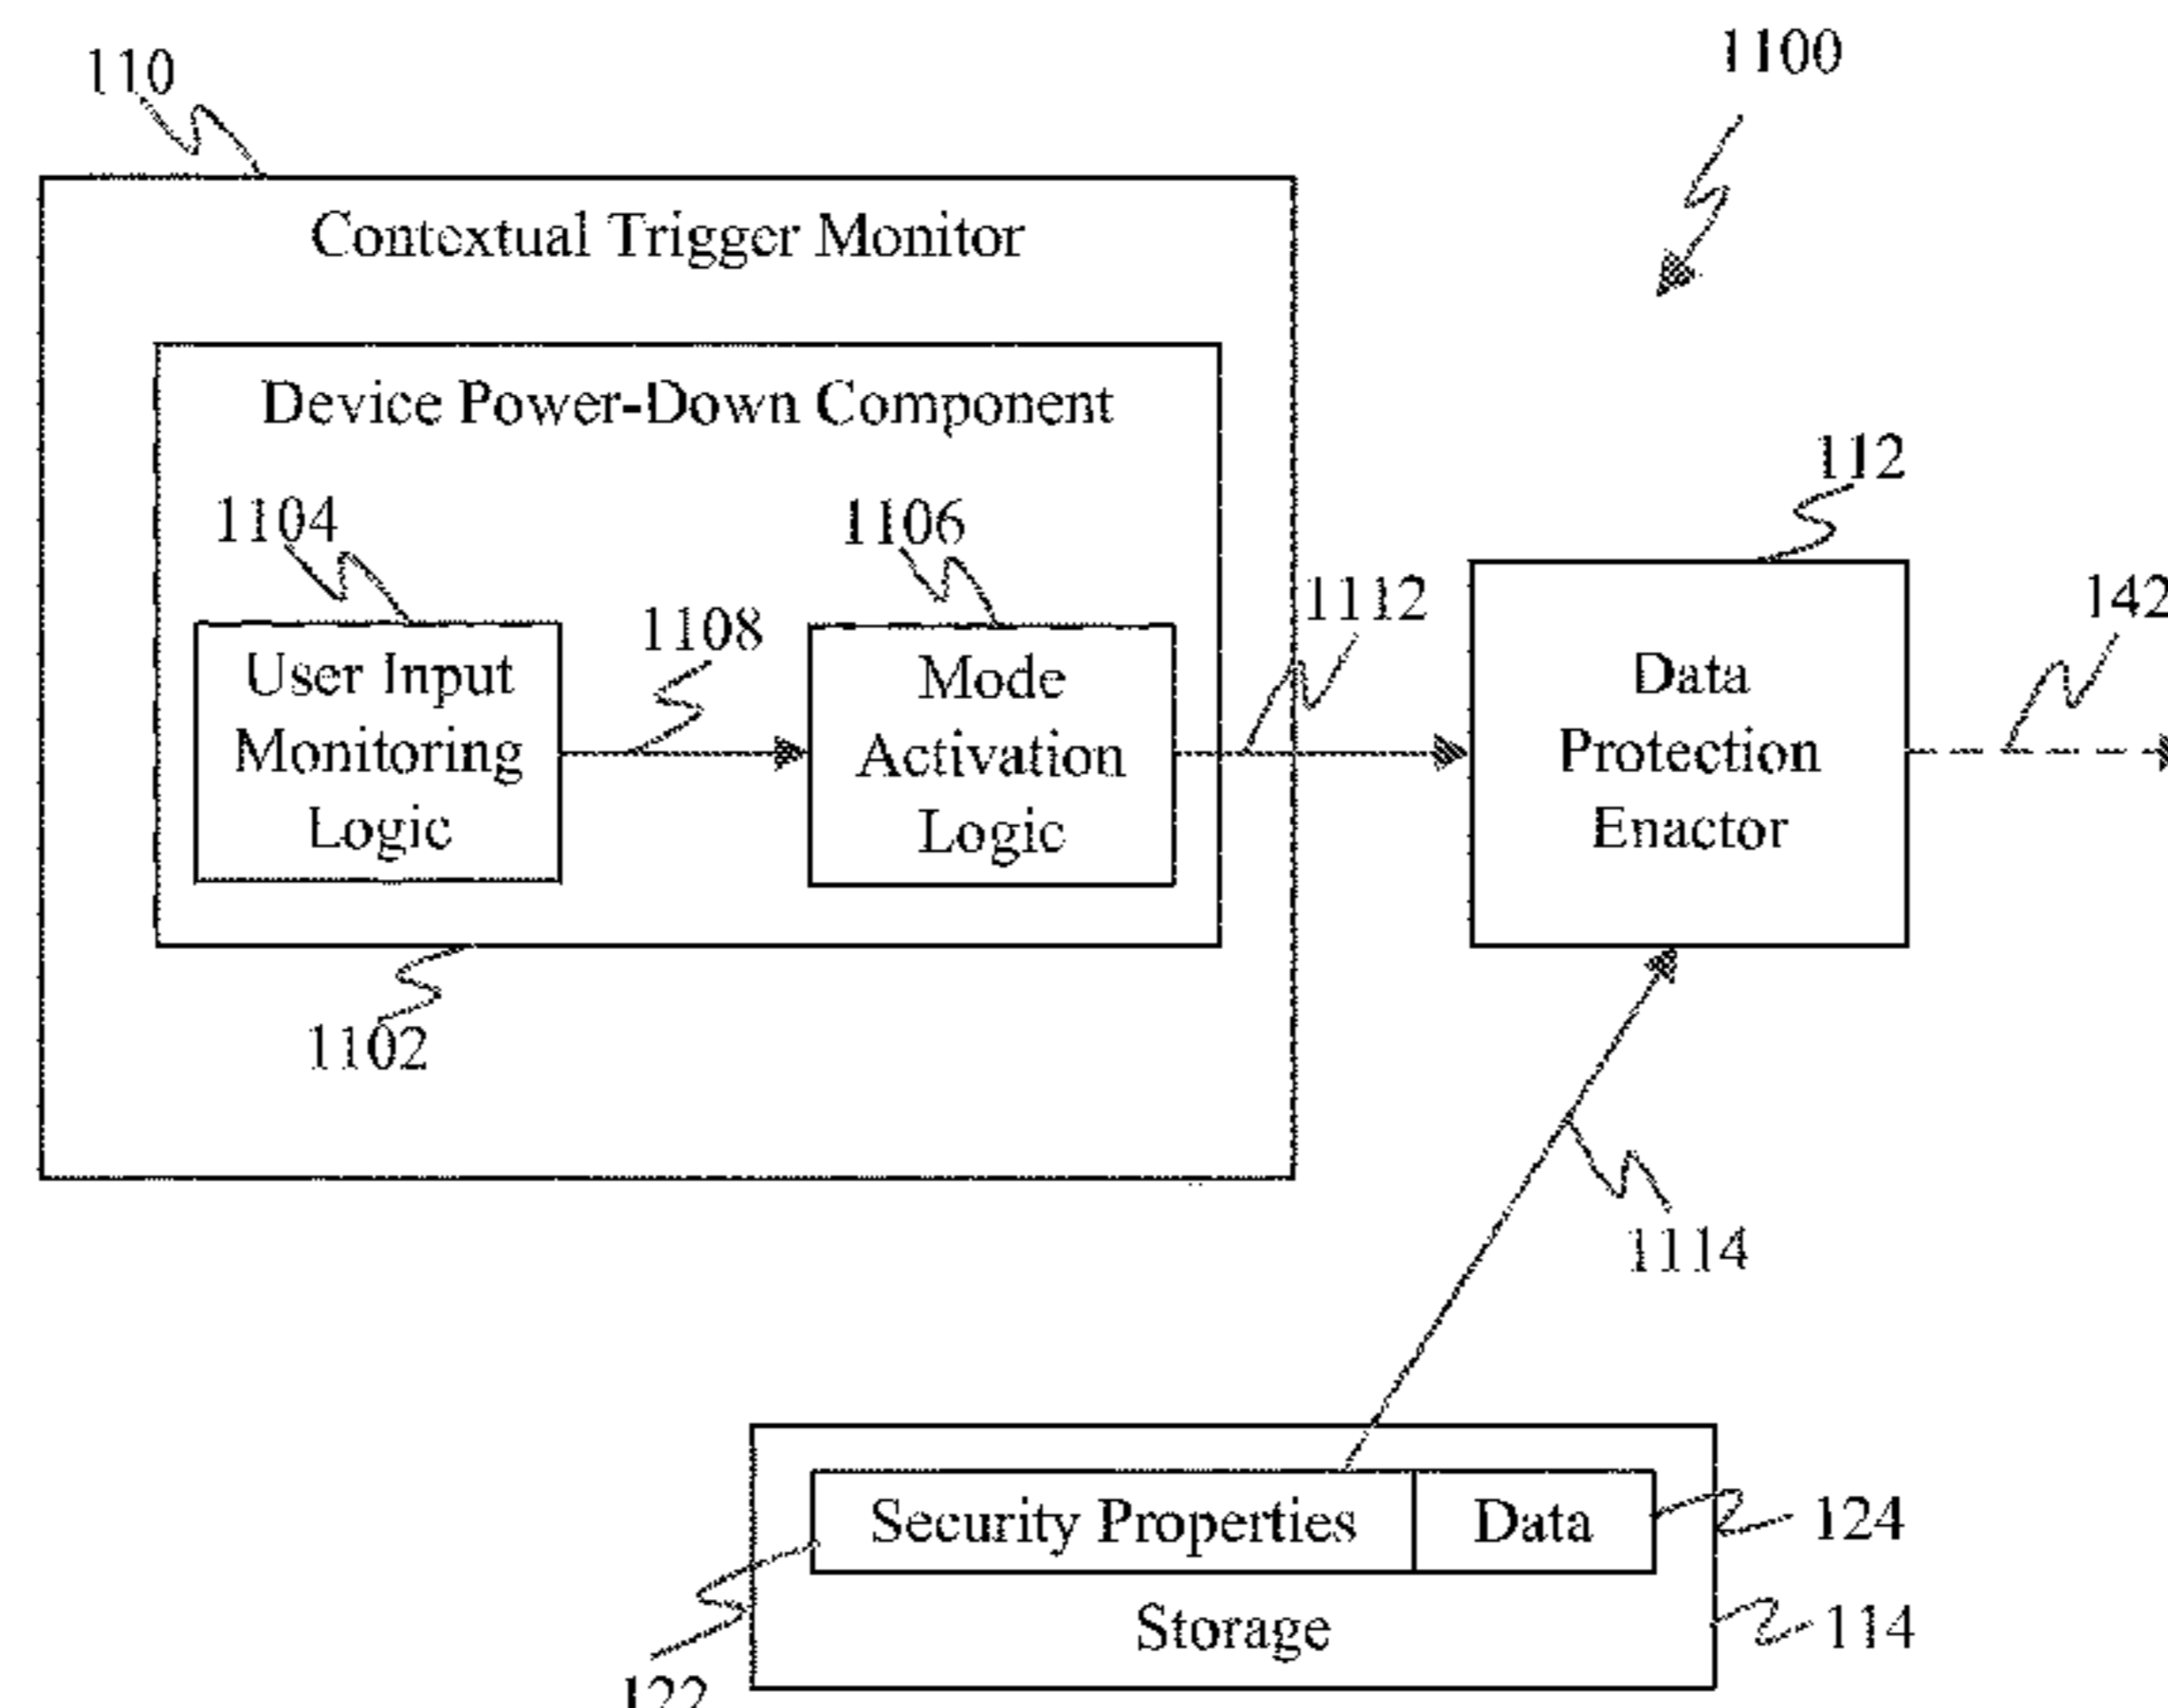 110
1100
Contextual Trigger Monitor
Device Power-Down Component
112
1104
1106
1108
1112
142
User Input
Monitoring
Logic
Mode
Activation
Logic
Data
Protection
Enactor
1102
1114
Security Properties
Data
124
Storage
114
122